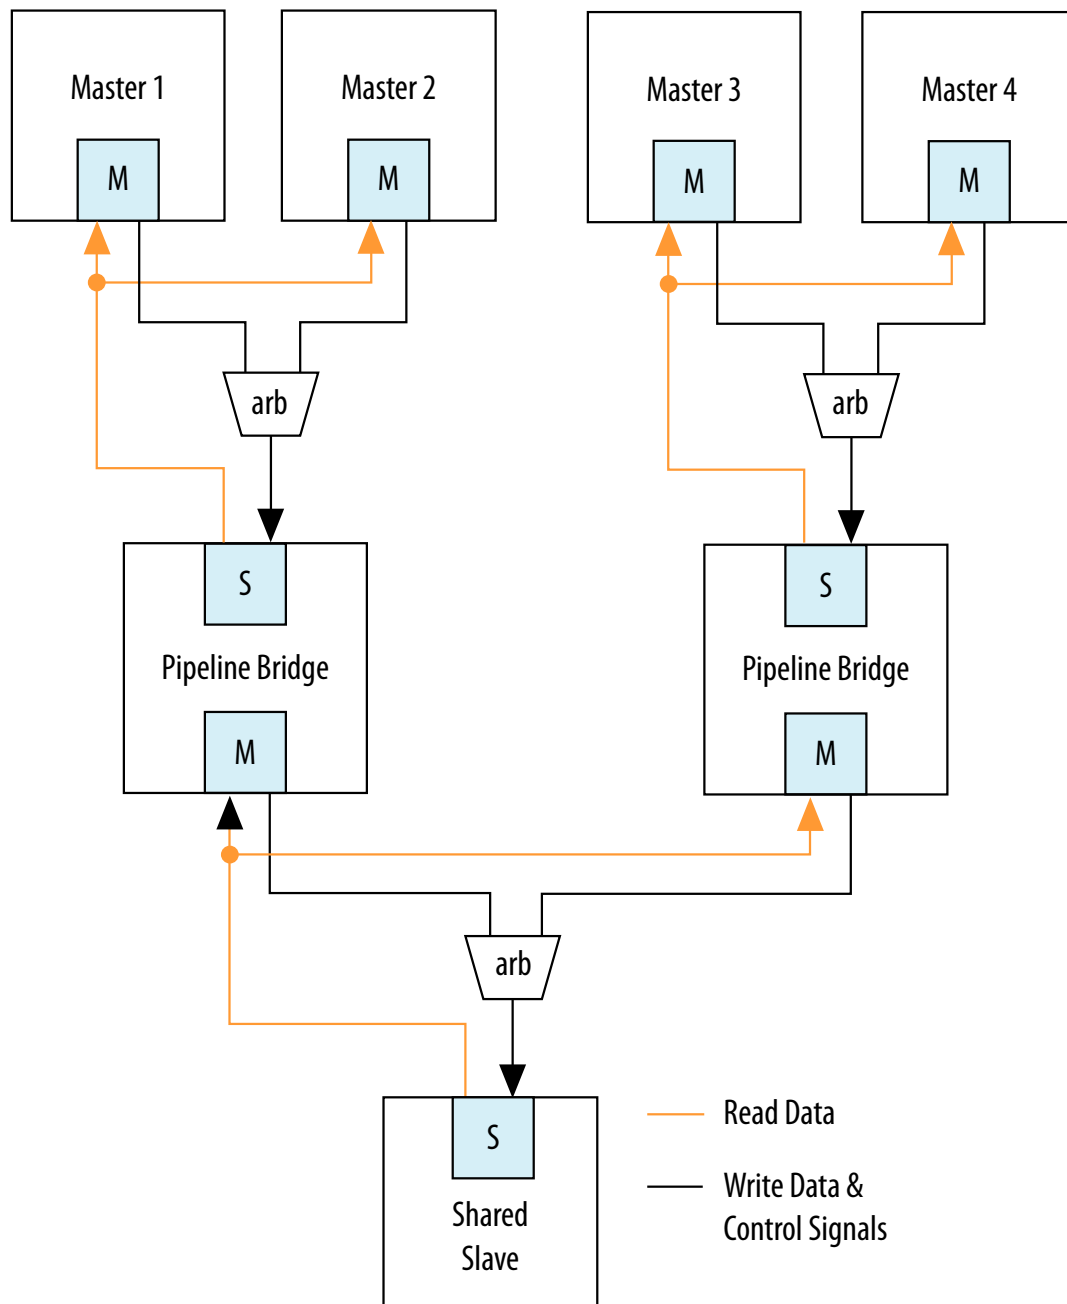 Master 1
Master 2
Master 3
Master 4
M
M
M
M
arb
arb
S
S
Pipeline Bridge
Pipeline Bridge
M
M
arb
S
Shared
Slave
Read Data
Write Data &
Control Signals